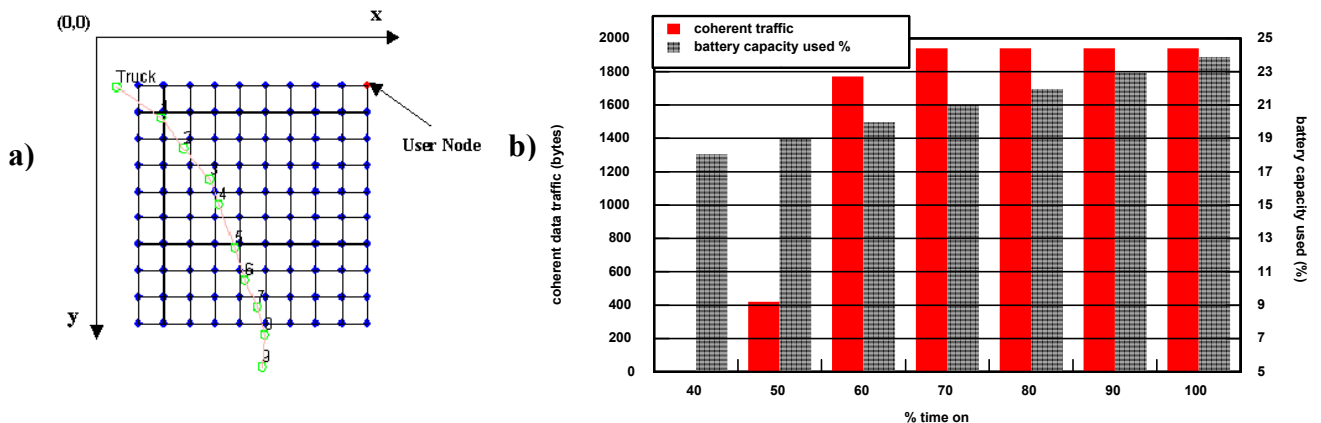 (0,0)
x
Truck
1
2
3
4
5
6
7
8
9
y
User Node
a)
b)
coherent traffic
battery capacity used %
2000
1800
1600
1400
1200
1000
800
600
400
200
0
coherent data traffic (bytes)
25
23
21
19
17
15
13
11
9
7
5
battery capacity used (%)
40 50 60 70 80 90 100
% time on